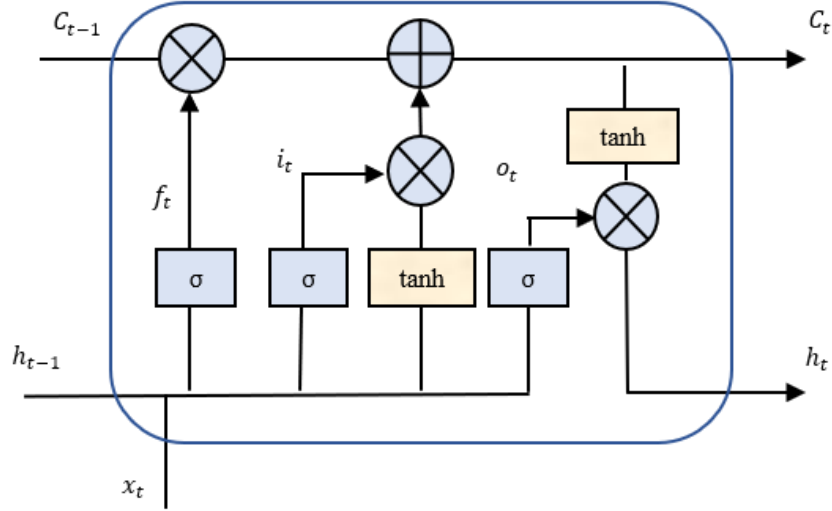 C_{t-1}
C_t
tanh
i_t
o_t
f_t
σ
σ
tanh
σ
h_{t-1}
h_t
x_t